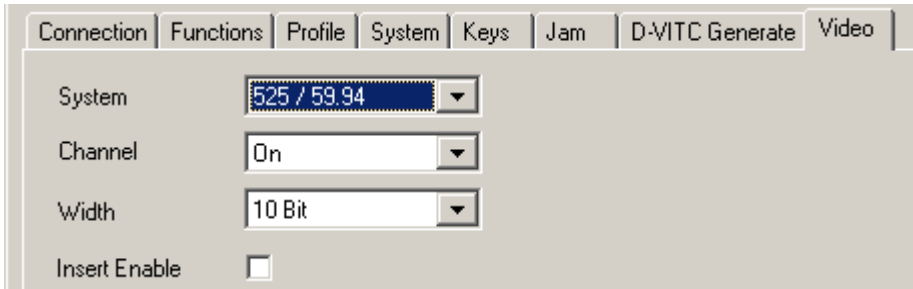 Connection Functions Profile System Keys Jam D-VITC Generate Video
System 525 / 59.94
Channel On
Width 10 Bit
Insert Enable